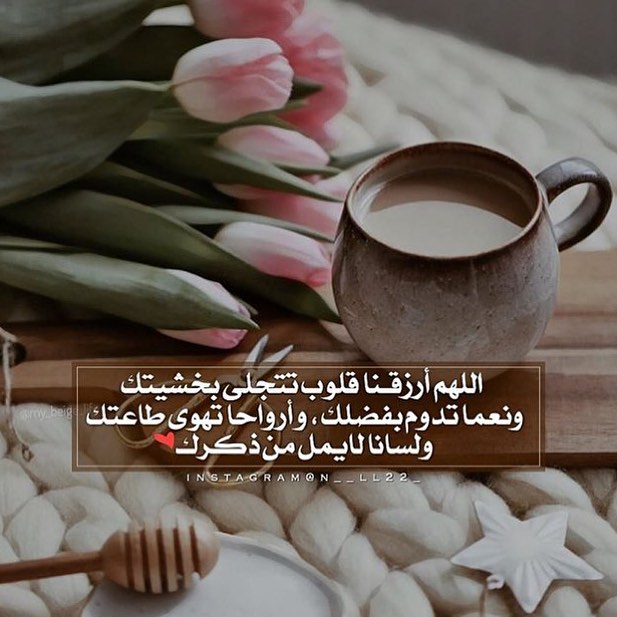 اللهم أرزقنا قلوب تتجلى بخشيتك
ونعما تدوم بفضلك، وأرواحا تهوى طاعتك
ولسانا لايمل من ذكرك
INSTAGRAM@N__LL22_